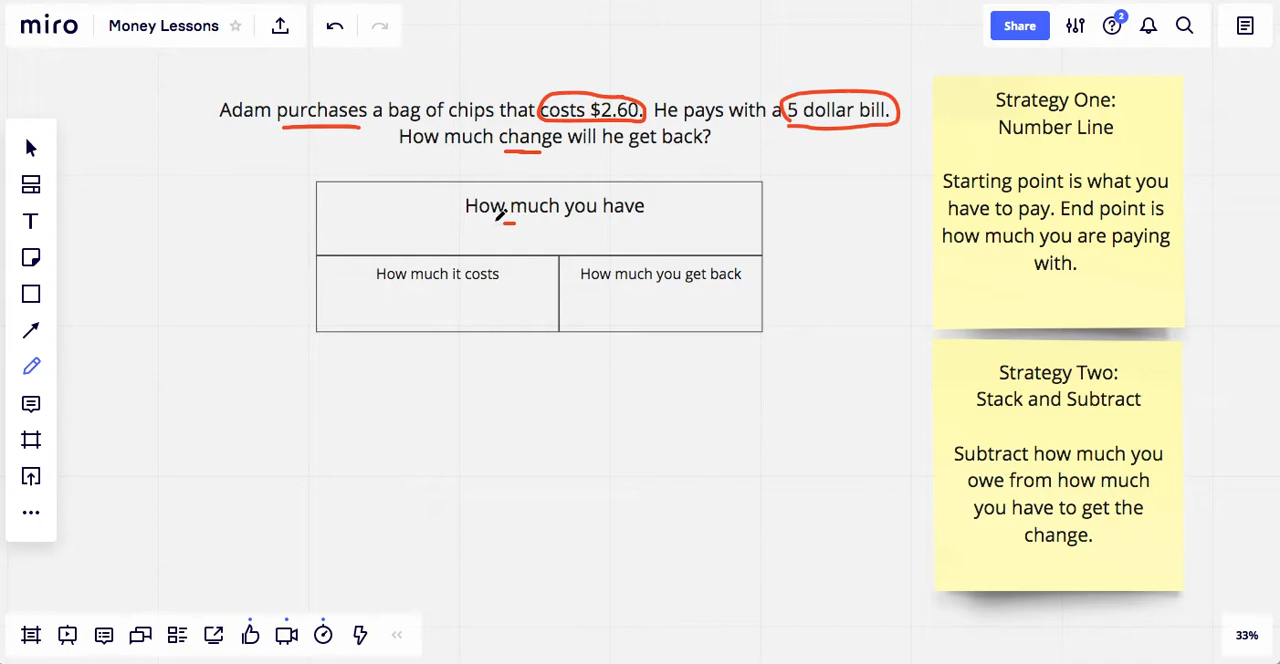 miro
Money Lessons
Share
2
Adam purchases a bag of chips that costs $2.60. He pays with a 5 dollar bill.
How much change will he get back?
How much you have
How much it costs
How much you get back
Strategy One:
Number Line
Starting point is what you
have to pay. End point is
how much you are paying
with.
Strategy Two:
Stack and Subtract
Subtract how much you
owe from how much
you have to get the
change.
T
33%